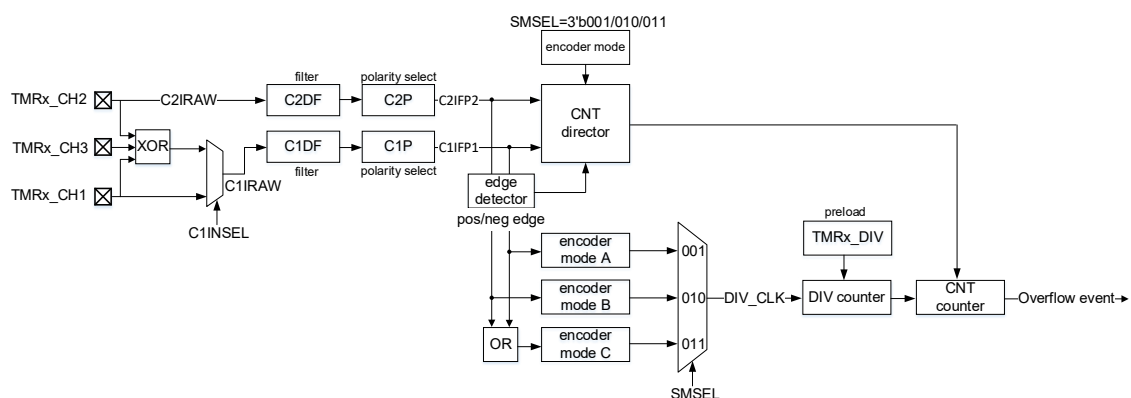 SMSEL=3'b001/010/011
encoder mode
filter
polarity select
TMRx_CH2
C2IRAW
C2DF
C2P
C2IFP2
CNT
director
TMRx_CH3
XOR
C1DF
C1P
C1IFP1
filter
polarity select
C1IRAW
TMRx_CH1
edge
detector
C1INSEL
pos/neg edge
preload
encoder
mode A
001
TMRx_DIV
encoder
mode B
010
DIV_CLK
DIV counter
CNT
counter
Overflow event
OR
encoder
mode C
011
SMSEL